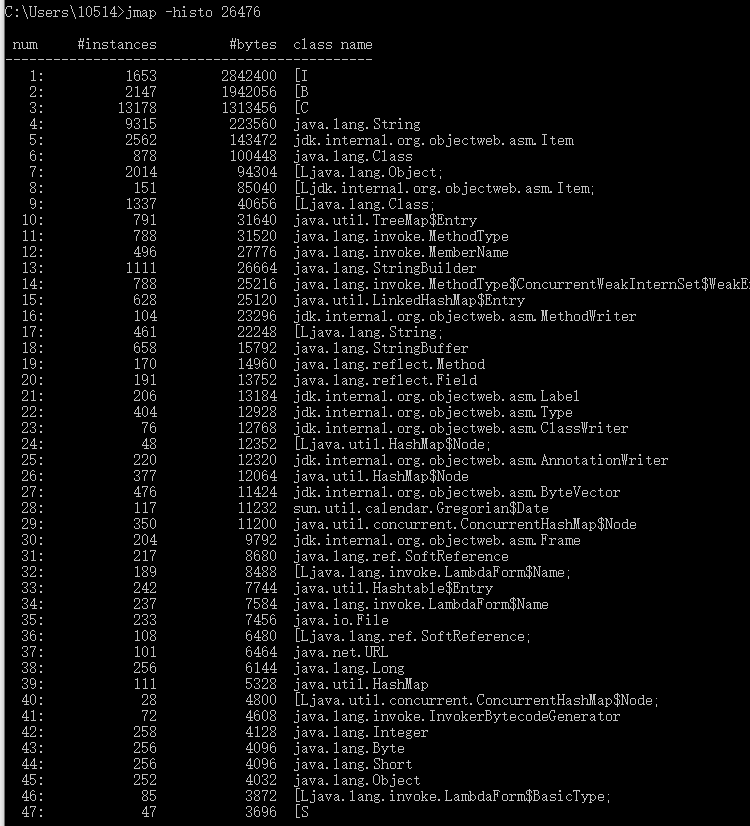 C:\Users\10514>jmap -histo 26476
num #instances #bytes class name
----------------------------------------------
1: 1653 2842400 [I
2: 2147 1942056 [B
3: 13178 1313456 [C
4: 9315 223560 java.lang.String
5: 2562 143472 jdk.internal.org.objectweb.asm.Item
6: 878 100448 java.lang.Class
7: 2014 94304 [Ljava.lang.Object;
8: 151 85040 [Ljdk.internal.org.objectweb.asm.Item;
9: 1337 40656 [Ljava.lang.Class;
10: 791 31640 java.util.TreeMap$Entry
11: 788 31520 java.lang.invoke.MethodType
12: 496 27776 java.lang.invoke.MemberName
13: 1111 26664 java.lang.StringBuilder
14: 788 25216 java.lang.invoke.MethodType$ConcurrentWeakInternSet$WeakE
15: 628 25120 java.util.LinkedHashMap$Entry
16: 104 23296 jdk.internal.org.objectweb.asm.MethodWriter
17: 461 22248 [Ljava.lang.String;
18: 658 15792 java.lang.StringBuffer
19: 170 14960 java.lang.reflect.Method
20: 191 13752 java.lang.reflect.Field
21: 206 13184 jdk.internal.org.objectweb.asm.Label
22: 404 12928 jdk.internal.org.objectweb.asm.Type
23: 76 12768 jdk.internal.org.objectweb.asm.ClassWriter
24: 48 12352 [Ljava.util.HashMap$Node;
25: 220 12320 jdk.internal.org.objectweb.asm.AnnotationWriter
26: 377 12064 java.util.HashMap$Node
27: 476 11424 jdk.internal.org.objectweb.asm.ByteVector
28: 117 11232 sun.util.calendar.Gregorian$Date
29: 350 11200 java.util.concurrent.ConcurrentHashMap$Node
30: 204 9792 jdk.internal.org.objectweb.asm.Frame
31: 217 8680 java.lang.ref.SoftReference
32: 189 8488 [Ljava.lang.invoke.LambdaForm$Name;
33: 242 7744 java.util.Hashtable$Entry
34: 237 7584 java.lang.invoke.LambdaForm$Name
35: 233 7456 java.io.File
36: 108 6480 [Ljava.lang.ref.SoftReference;
37: 101 6464 java.net.URL
38: 256 6144 java.lang.Long
39: 111 5328 java.util.HashMap
40: 28 4800 [Ljava.util.concurrent.ConcurrentHashMap$Node;
41: 72 4608 java.lang.invoke.InvokerBytecodeGenerator
42: 258 4128 java.lang.Integer
43: 256 4096 java.lang.Byte
44: 256 4096 java.lang.Short
45: 252 4032 java.lang.Object
46: 85 3872 [Ljava.lang.invoke.LambdaForm$BasicType;
47: 47 3696 [S